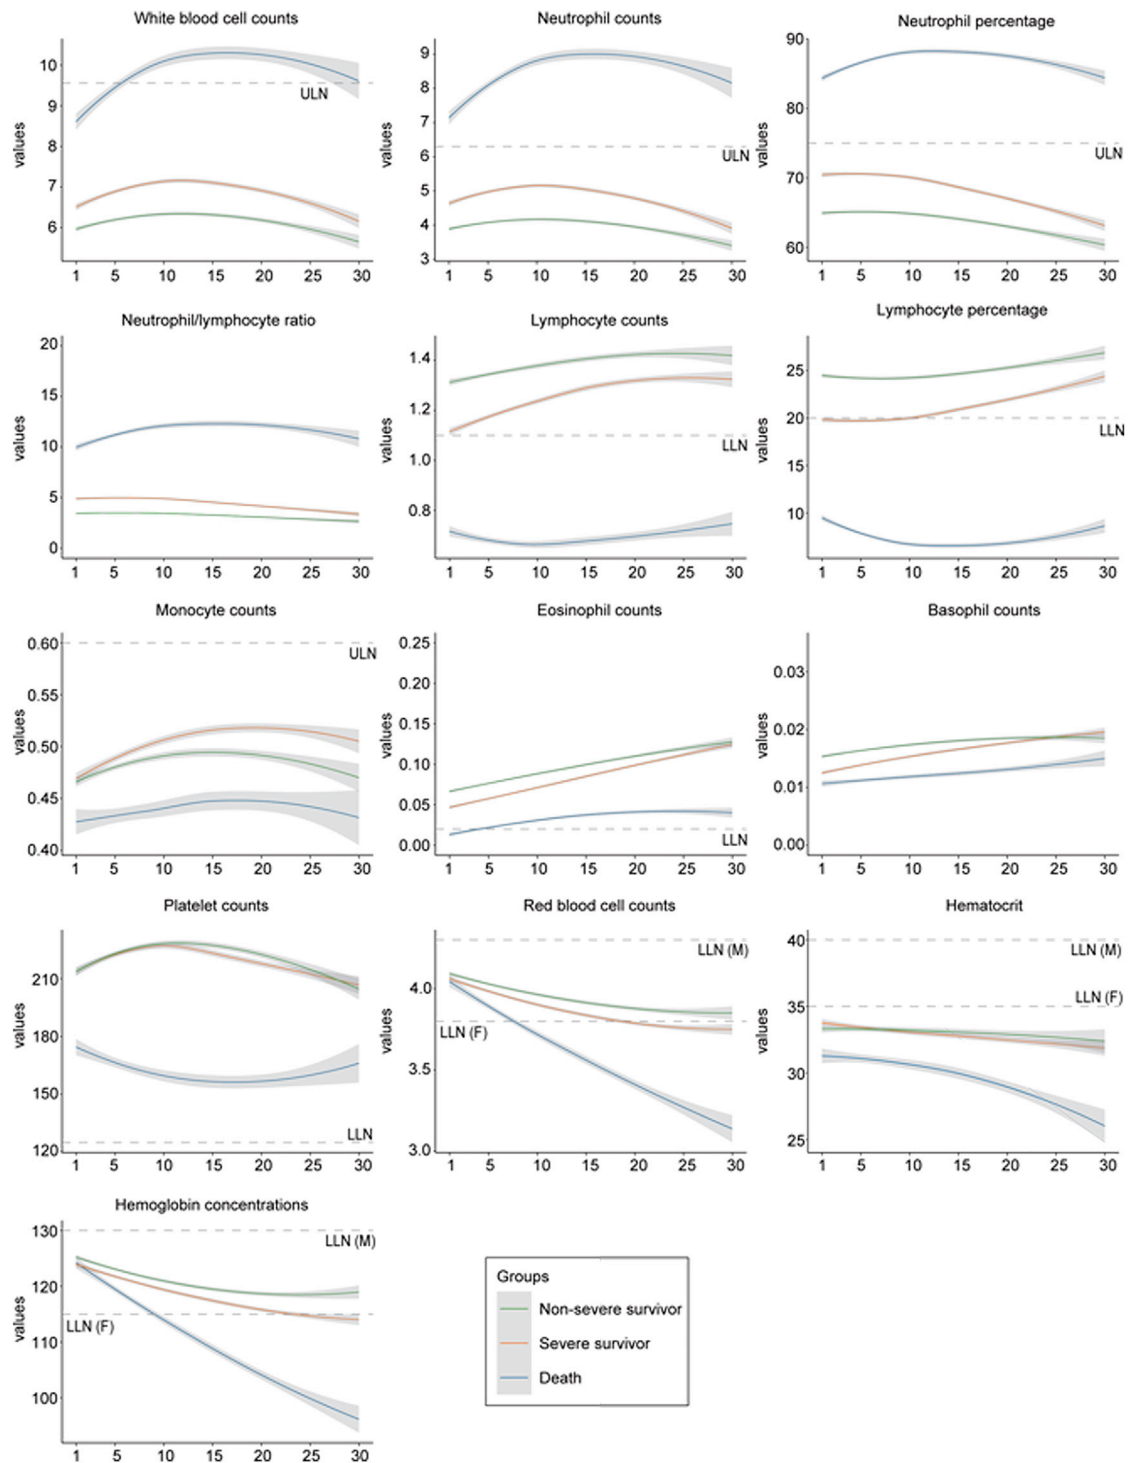 White blood cell counts
10
9
8
7
6
values
ULN
1 5 10 15 20 25 30
Neutrophil counts
9
8
7
6
5
4
3
values
ULN
1 5 10 15 20 25 30
Neutrophil percentage
90
80
70
60
values
ULN
1 5 10 15 20 25 30
Neutrophil/lymphocyte ratio
20
15
10
5
0
values
1 5 10 15 20 25 30
Lymphocyte counts
1.4
1.2
1.0
0.8
values
LLN
1 5 10 15 20 25 30
Lymphocyte percentage
25
20
15
10
values
LLN
1 5 10 15 20 25 30
Monocyte counts
0.60
0.55
0.50
0.45
0.40
values
ULN
1 5 10 15 20 25 30
Eosinophil counts
0.25
0.20
0.15
0.10
0.05
0.00
values
LLN
1 5 10 15 20 25 30
Basophil counts
0.03
0.02
0.01
0.00
values
1 5 10 15 20 25 30
Platelet counts
210
180
150
120
values
LLN
1 5 10 15 20 25 30
Red blood cell counts
4.0
3.5
3.0
values
LLN (M)
LLN (F)
1 5 10 15 20 25 30
Hematocrit
40
35
30
25
values
LLN (M)
LLN (F)
1 5 10 15 20 25 30
Hemoglobin concentrations
130
120
110
100
values
LLN (M)
LLN (F)
1 5 10 15 20 25 30
Groups
Non-severe survivor
Severe survivor
Death